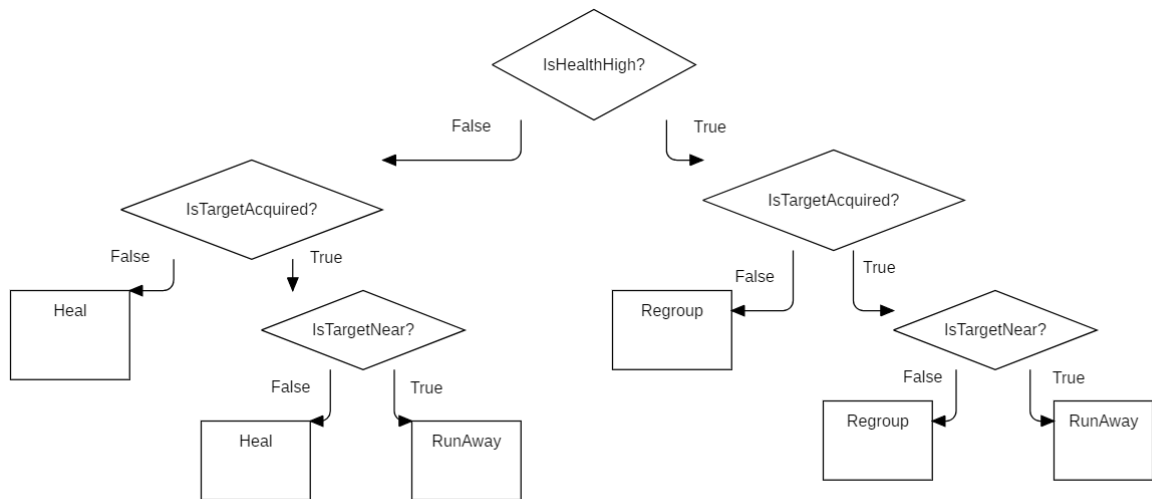 IsHealthHigh?
False
True
IsTargetAcquired?
IsTargetAcquired?
False
True
False
True
Heal
IsTargetNear?
Regroup
IsTargetNear?
False
True
False
True
Heal
RunAway
Regroup
RunAway